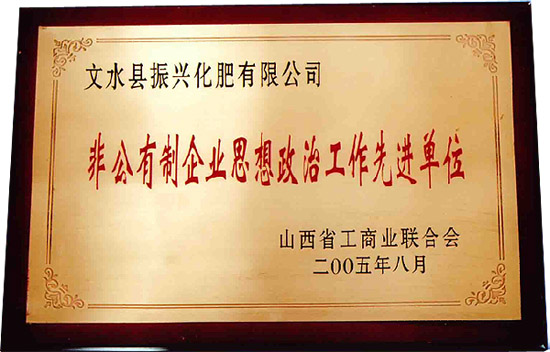 文水县振兴化肥有限公司
非公有制企业思想政治工作先进单位
山西省工商业联合会
二00五年八月